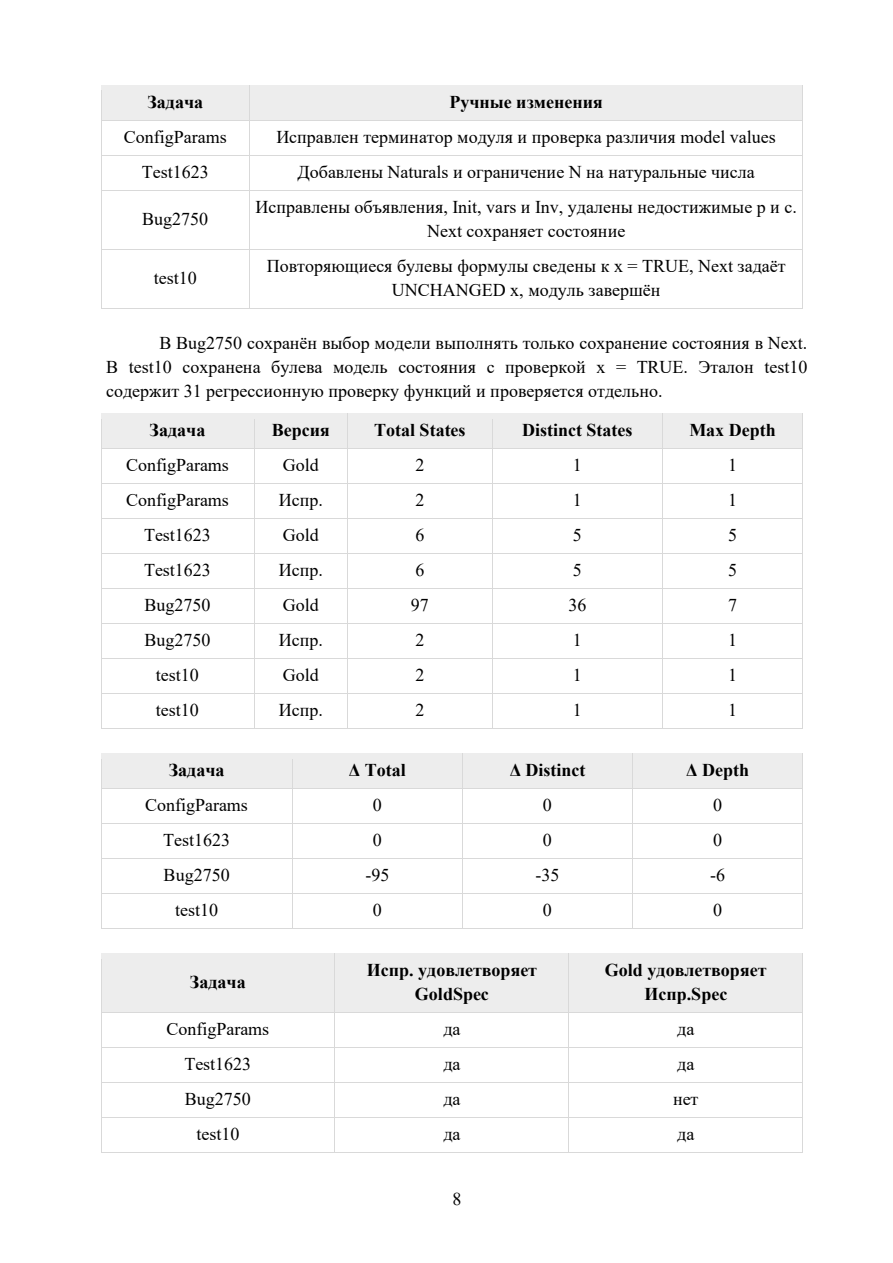 Задача Ручные изменения
ConfigParams Исправлен терминатор модуля и проверка различия model values
Test1623 Добавлены Naturals и ограничение N на натуральные числа
Bug2750 Исправлены объявления, Init, vars и Inv, удалены недостижимые p и c.
Next сохраняет состояние
test10 Повторяющиеся булевы формулы сведены к x = TRUE, Next задаёт
UNCHANGED x, модуль завершён
В Bug2750 сохранён выбор модели выполнять только сохранение состояния в Next.
В test10 сохранена булева модель состояния с проверкой x = TRUE. Эталон test10
содержит 31 регрессионную проверку функций и проверяется отдельно.
Задача Версия Total States Distinct States Max Depth
ConfigParams Gold 2 1 1
ConfigParams Испр. 2 1 1
Test1623 Gold 6 5 5
Test1623 Испр. 6 5 5
Bug2750 Gold 97 36 7
Bug2750 Испр. 2 1 1
test10 Gold 2 1 1
test10 Испр. 2 1 1
Задача Δ Total Δ Distinct Δ Depth
ConfigParams 0 0 0
Test1623 0 0 0
Bug2750 -95 -35 -6
test10 0 0 0
Задача Испр. удовлетворяет GoldSpec Gold удовлетворяет Испр.Spec
ConfigParams да да
Test1623 да да
Bug2750 да нет
test10 да да
8